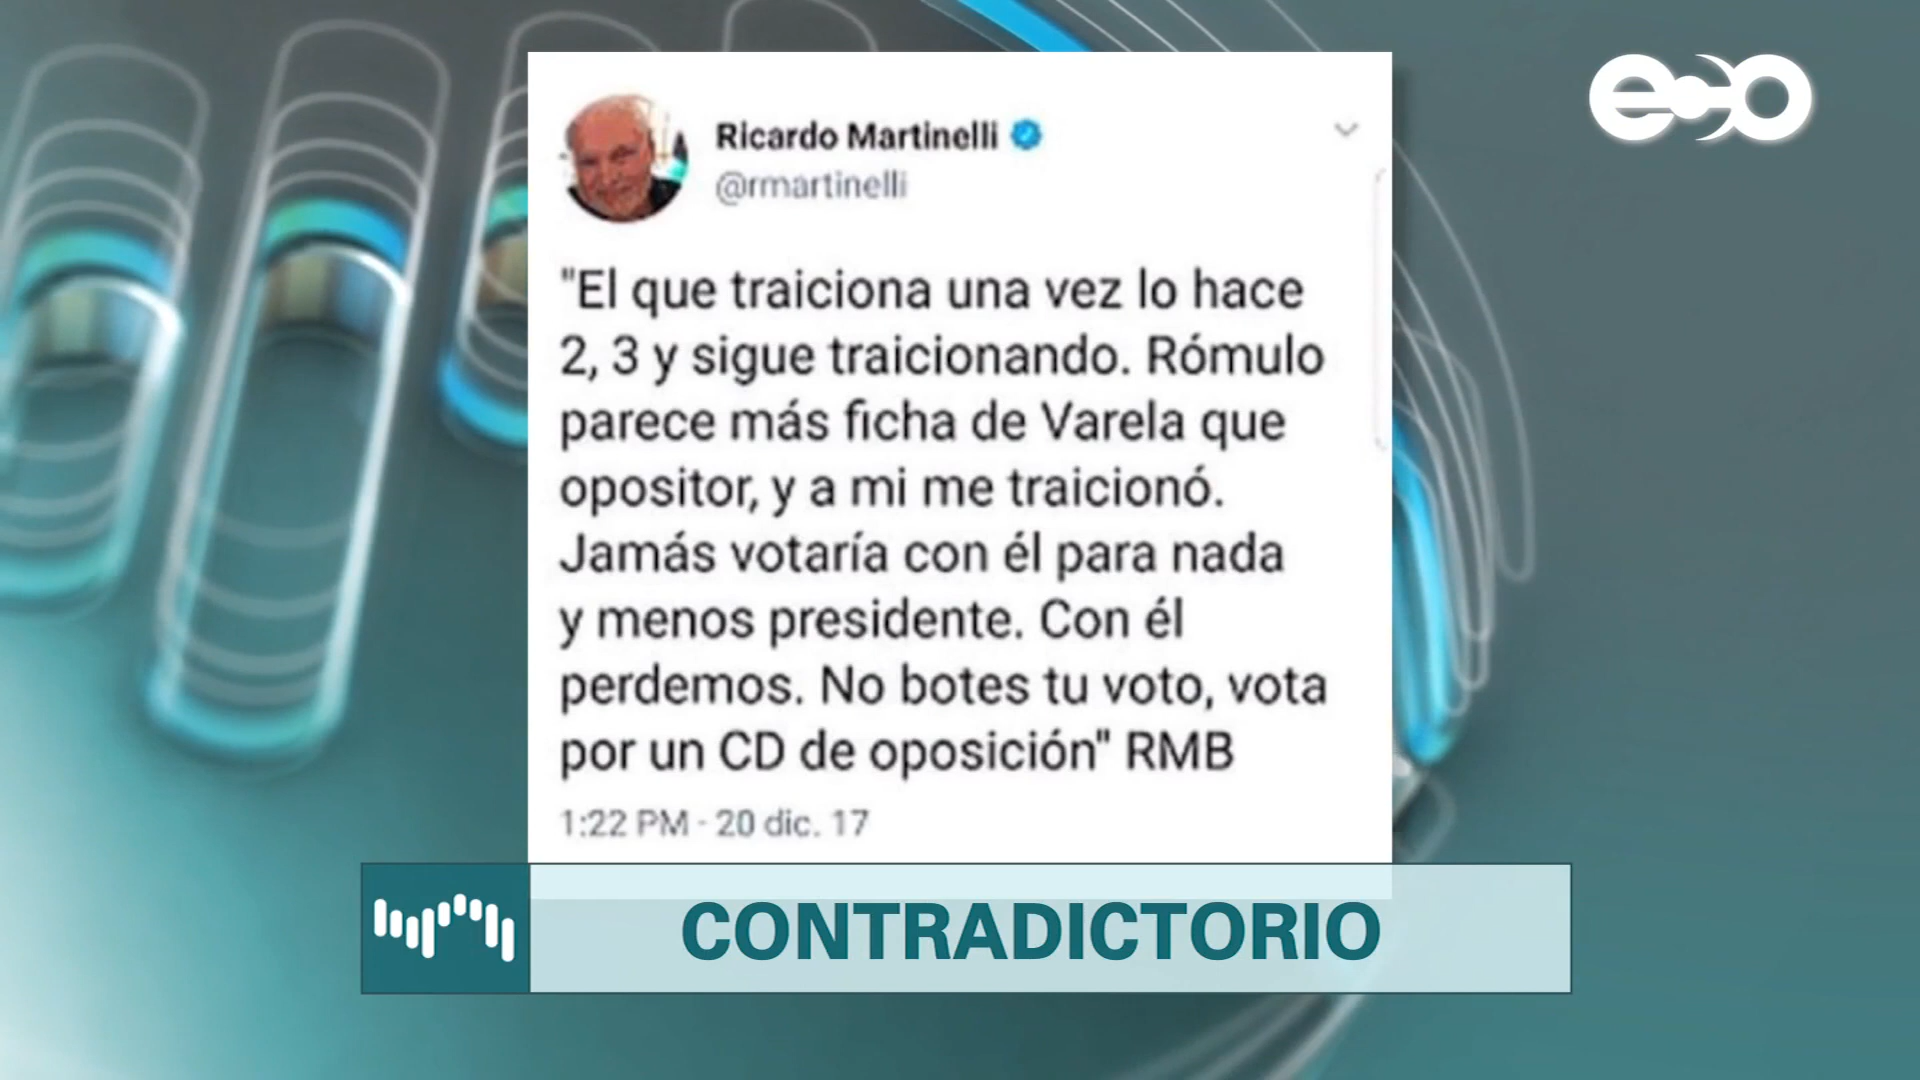 eco
Ricardo Martinelli
@rmartinelli
"El que traiciona una vez lo hace
2, 3 y sigue traicionando. Rómulo
parece más ficha de Varela que
opositor, y a mi me traicionó.
Jamás votaría con él para nada
y menos presidente. Con él
perdemos. No botes tu voto, vota
por un CD de oposición" RMB
1:22 PM · 20 dic. 17
CONTRADICTORIO